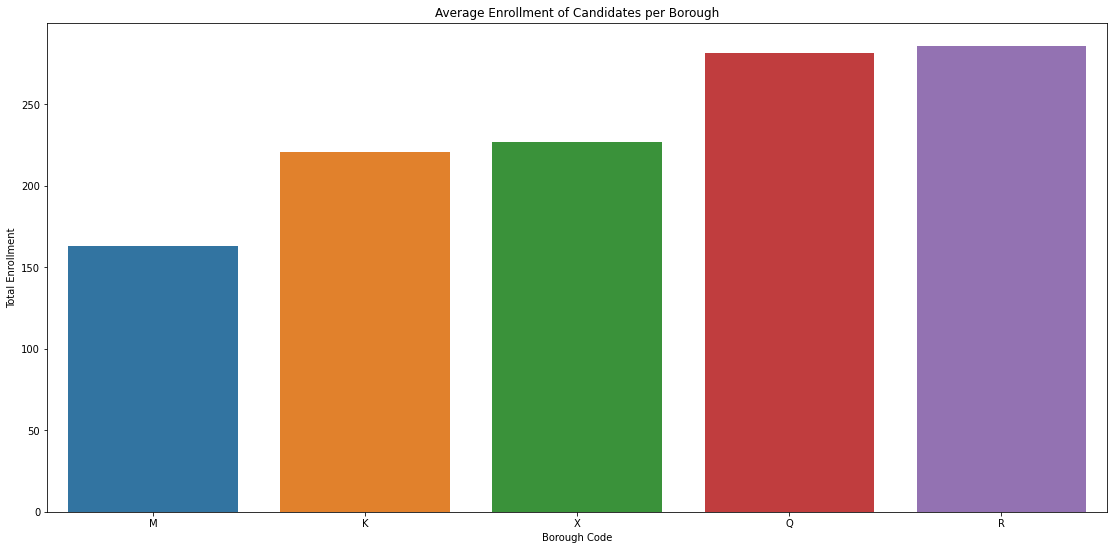 Average Enrollment of Candidates per Borough
Total Enrollment
250
200
150
100
50
0
M K X Q R
Borough Code